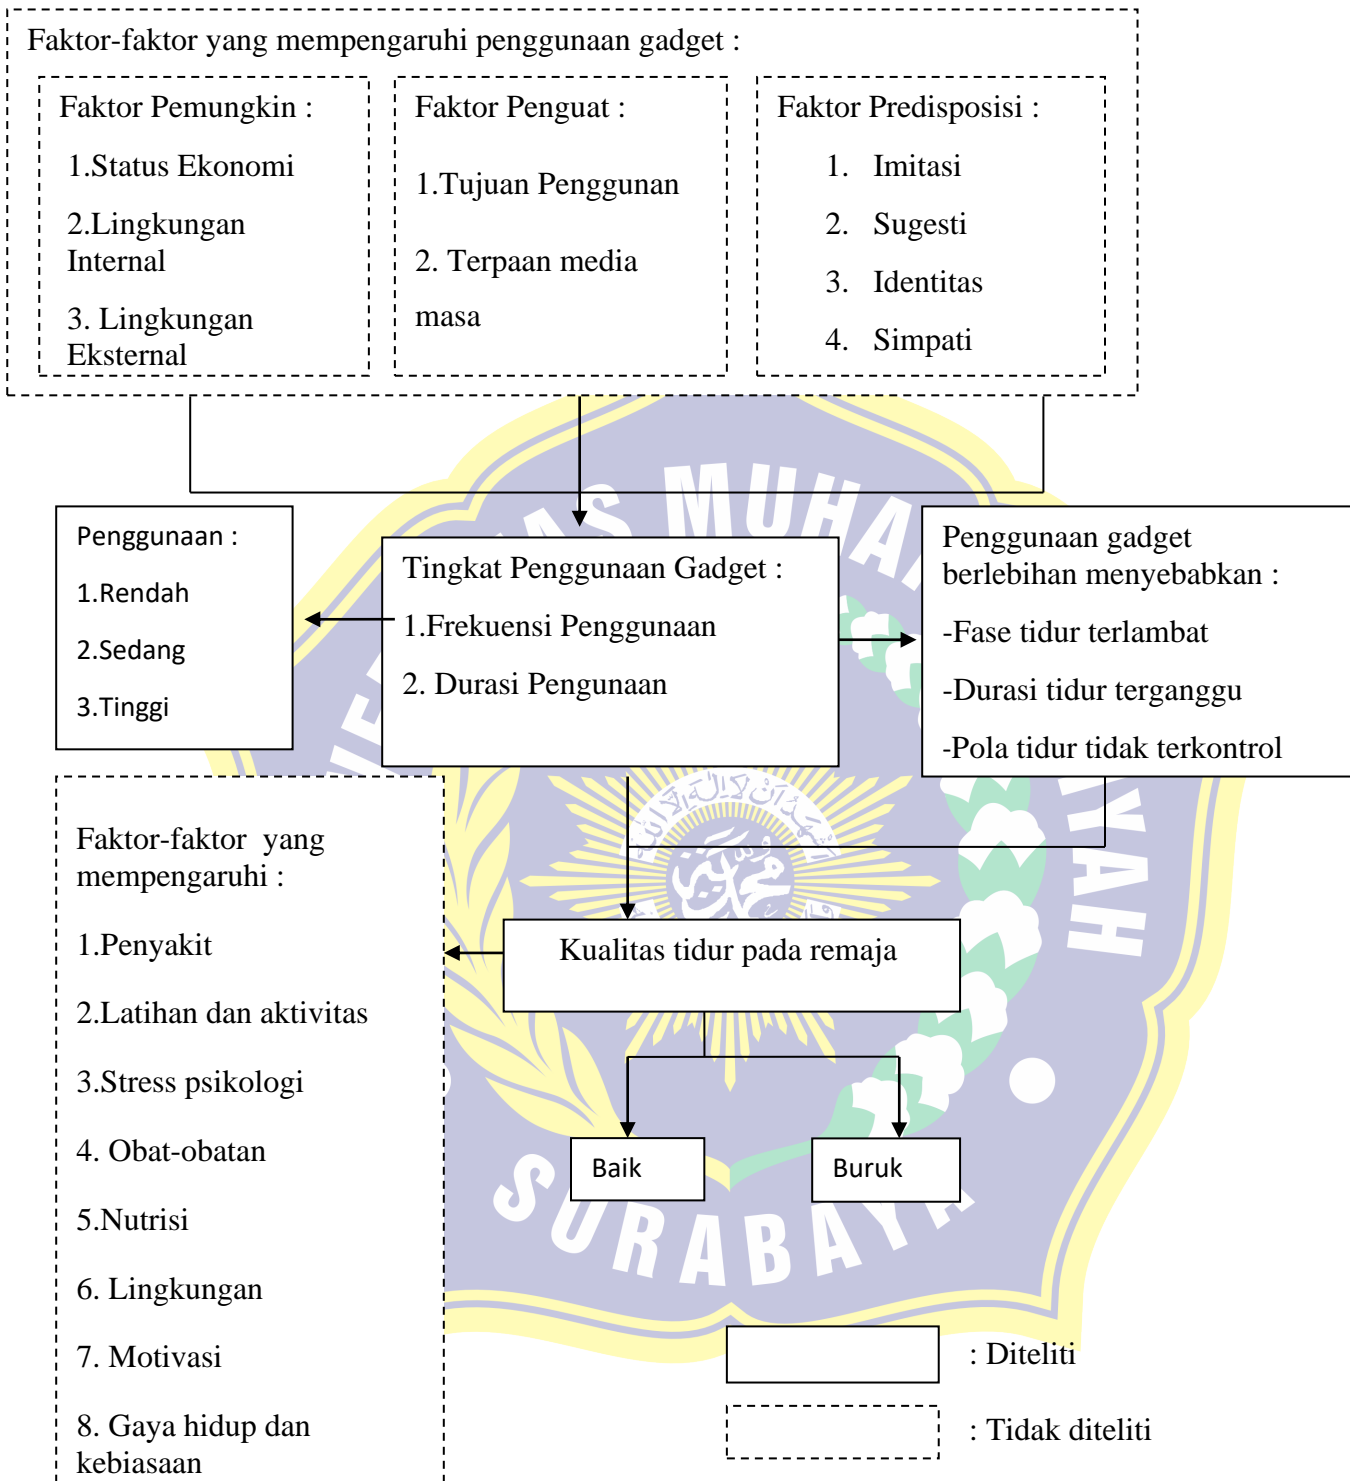 Faktor-faktor yang mempengaruhi penggunaan gadget :
Faktor Pemungkin :
1.Status Ekonomi
2.Lingkungan
Internal
3. Lingkungan
Eksternal
Faktor Penguat :
1.Tujuan Penggunan
2. Terpaan media
masa
Faktor Predisposisi :
1. Imitasi
2. Sugesti
3. Identitas
4. Simpati
Penggunaan :
1.Rendah
2.Sedang
3.Tinggi
Tingkat Penggunaan Gadget :
1.Frekuensi Penggunaan
2. Durasi Pengunaan
Penggunaan gadget
berlebihan menyebabkan :
-Fase tidur terlambat
-Durasi tidur terganggu
-Pola tidur tidak terkontrol
Faktor-faktor yang
mempengaruhi :
1.Penyakit
2.Latihan dan aktivitas
3.Stress psikologi
4. Obat-obatan
5.Nutrisi
6. Lingkungan
7. Motivasi
8. Gaya hidup dan
kebiasaan
Kualitas tidur pada remaja
Baik
Buruk
: Diteliti
: Tidak diteliti
SURABAYA